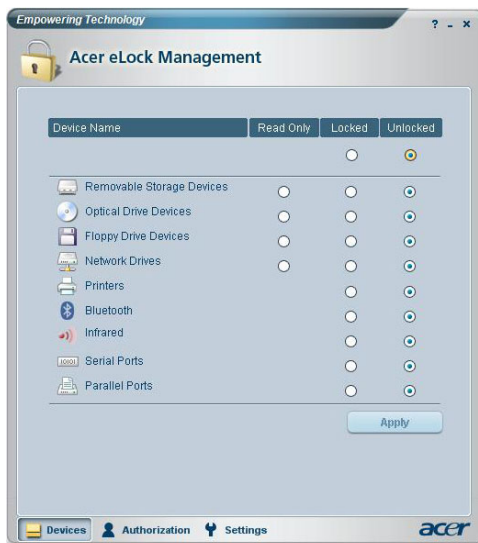 Empowering Technology
? - x
Acer eLock Management
Device Name Read Only Locked Unlocked
Removable Storage Devices
Optical Drive Devices
Floppy Drive Devices
Network Drives
Printers
Bluetooth
Infrared
10101 Serial Ports
Parallel Ports
Apply
Devices Authorization Settings acer